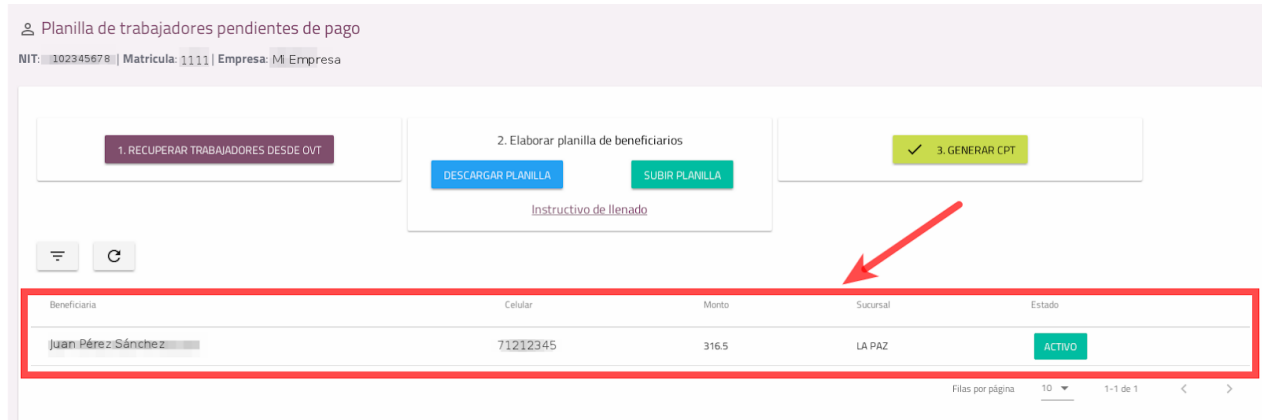 Planilla de trabajadores pendientes de pago
NIT: 102345678 | Matricula: 1111 | Empresa: Mi Empresa
1. RECUPERAR TRABAJADORES DESDE OVT
2. Elaborar planilla de beneficiarios
DESCARGAR PLANILLA SUBIR PLANILLA
Instructivo de llenado
3. GENERAR CPT
Beneficiaria Celular Monto Sucursal Estado
Juan Pérez Sánchez 71212345 316.5 LA PAZ ACTIVO
Filas por página 10 1-1 de 1